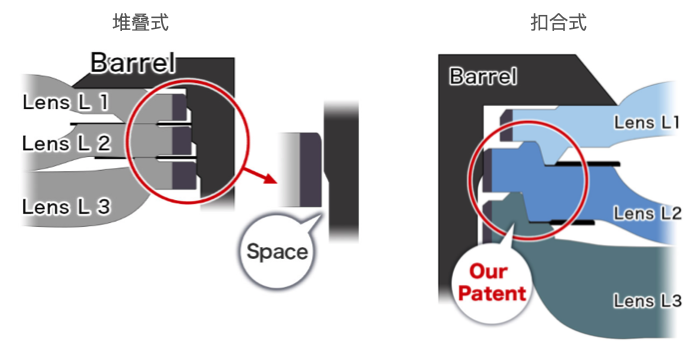 堆叠式
扣合式
Barrel
Lens L 1
Lens L 2
Lens L 3
Space
Barrel
Lens L1
Lens L2
Lens L3
Our
Patent